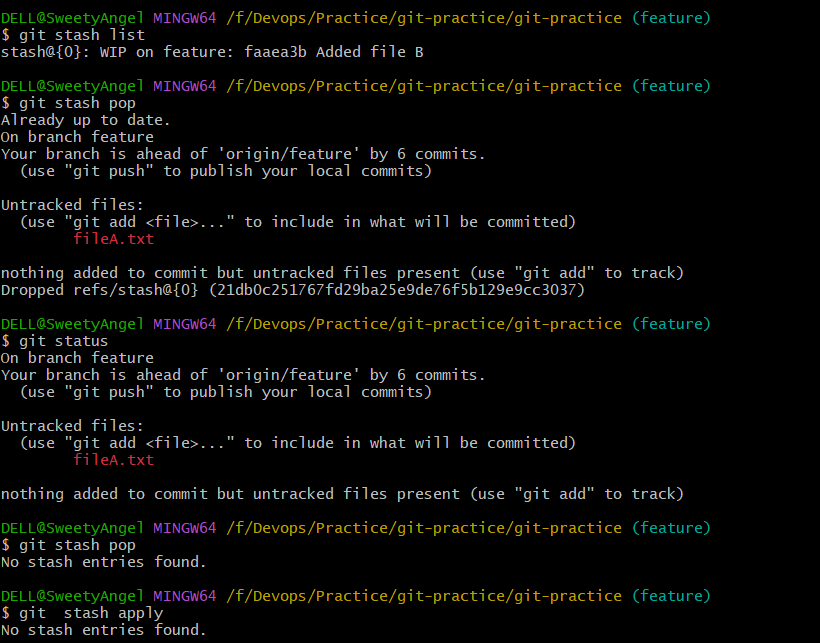 DELL@SweetyAngel MINGW64 /f/Devops/Practice/git-practice/git-practice (feature)
$ git stash list
stash@{0}: WIP on feature: faaea3b Added file B

DELL@SweetyAngel MINGW64 /f/Devops/Practice/git-practice/git-practice (feature)
$ git stash pop
Already up to date.
On branch feature
Your branch is ahead of 'origin/feature' by 6 commits.
  (use "git push" to publish your local commits)

Untracked files:
  (use "git add <file>..." to include in what will be committed)
        fileA.txt

nothing added to commit but untracked files present (use "git add" to track)
Dropped refs/stash@{0} (21db0c251767fd29ba25e9de76f5b129e9cc3037)

DELL@SweetyAngel MINGW64 /f/Devops/Practice/git-practice/git-practice (feature)
$ git status
On branch feature
Your branch is ahead of 'origin/feature' by 6 commits.
  (use "git push" to publish your local commits)

Untracked files:
  (use "git add <file>..." to include in what will be committed)
        fileA.txt

nothing added to commit but untracked files present (use "git add" to track)

DELL@SweetyAngel MINGW64 /f/Devops/Practice/git-practice/git-practice (feature)
$ git stash pop
No stash entries found.

DELL@SweetyAngel MINGW64 /f/Devops/Practice/git-practice/git-practice (feature)
$ git  stash apply
No stash entries found.